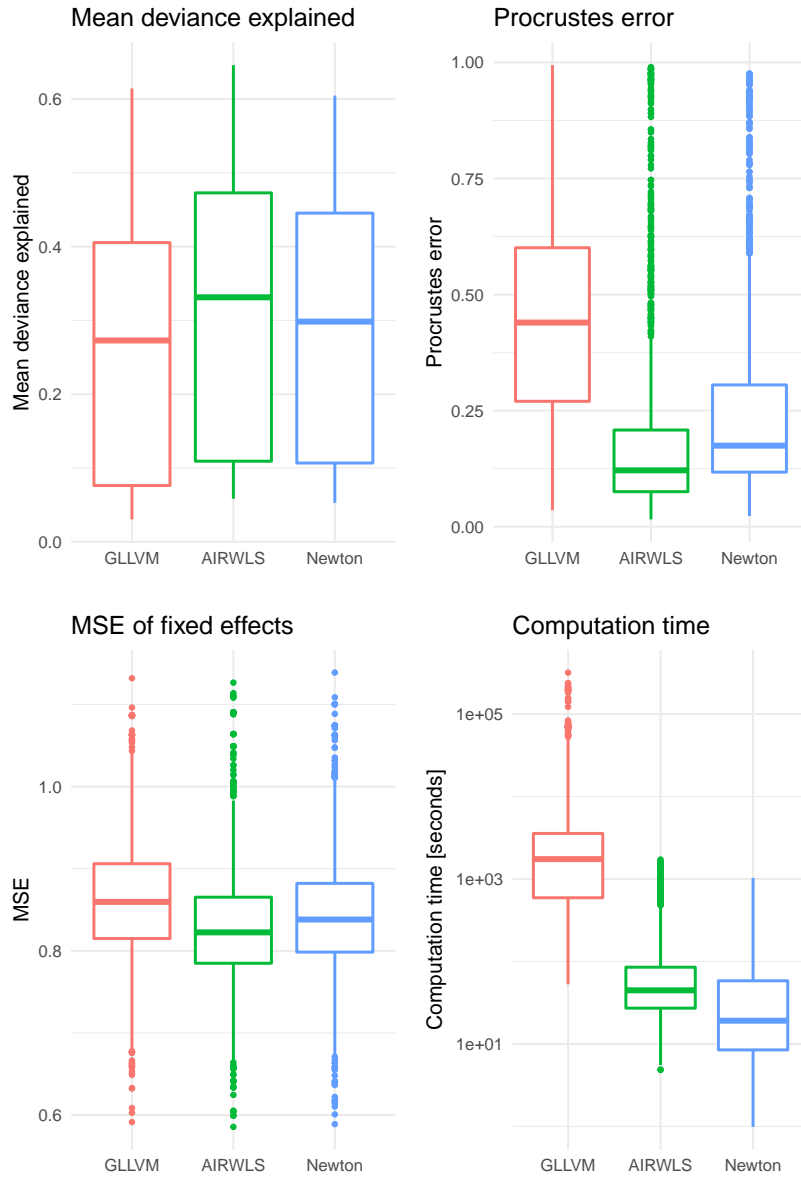 Mean deviance explained
Mean deviance explained
0.6
0.4
0.2
0.0
GLLVM AIRWLS Newton
Procrustes error
Procrustes error
1.00
0.75
0.50
0.25
0.00
GLLVM AIRWLS Newton
MSE of fixed effects
MSE
1.0
0.8
0.6
GLLVM AIRWLS Newton
Computation time
Computation time [seconds]
1e+05
1e+03
1e+01
GLLVM AIRWLS Newton